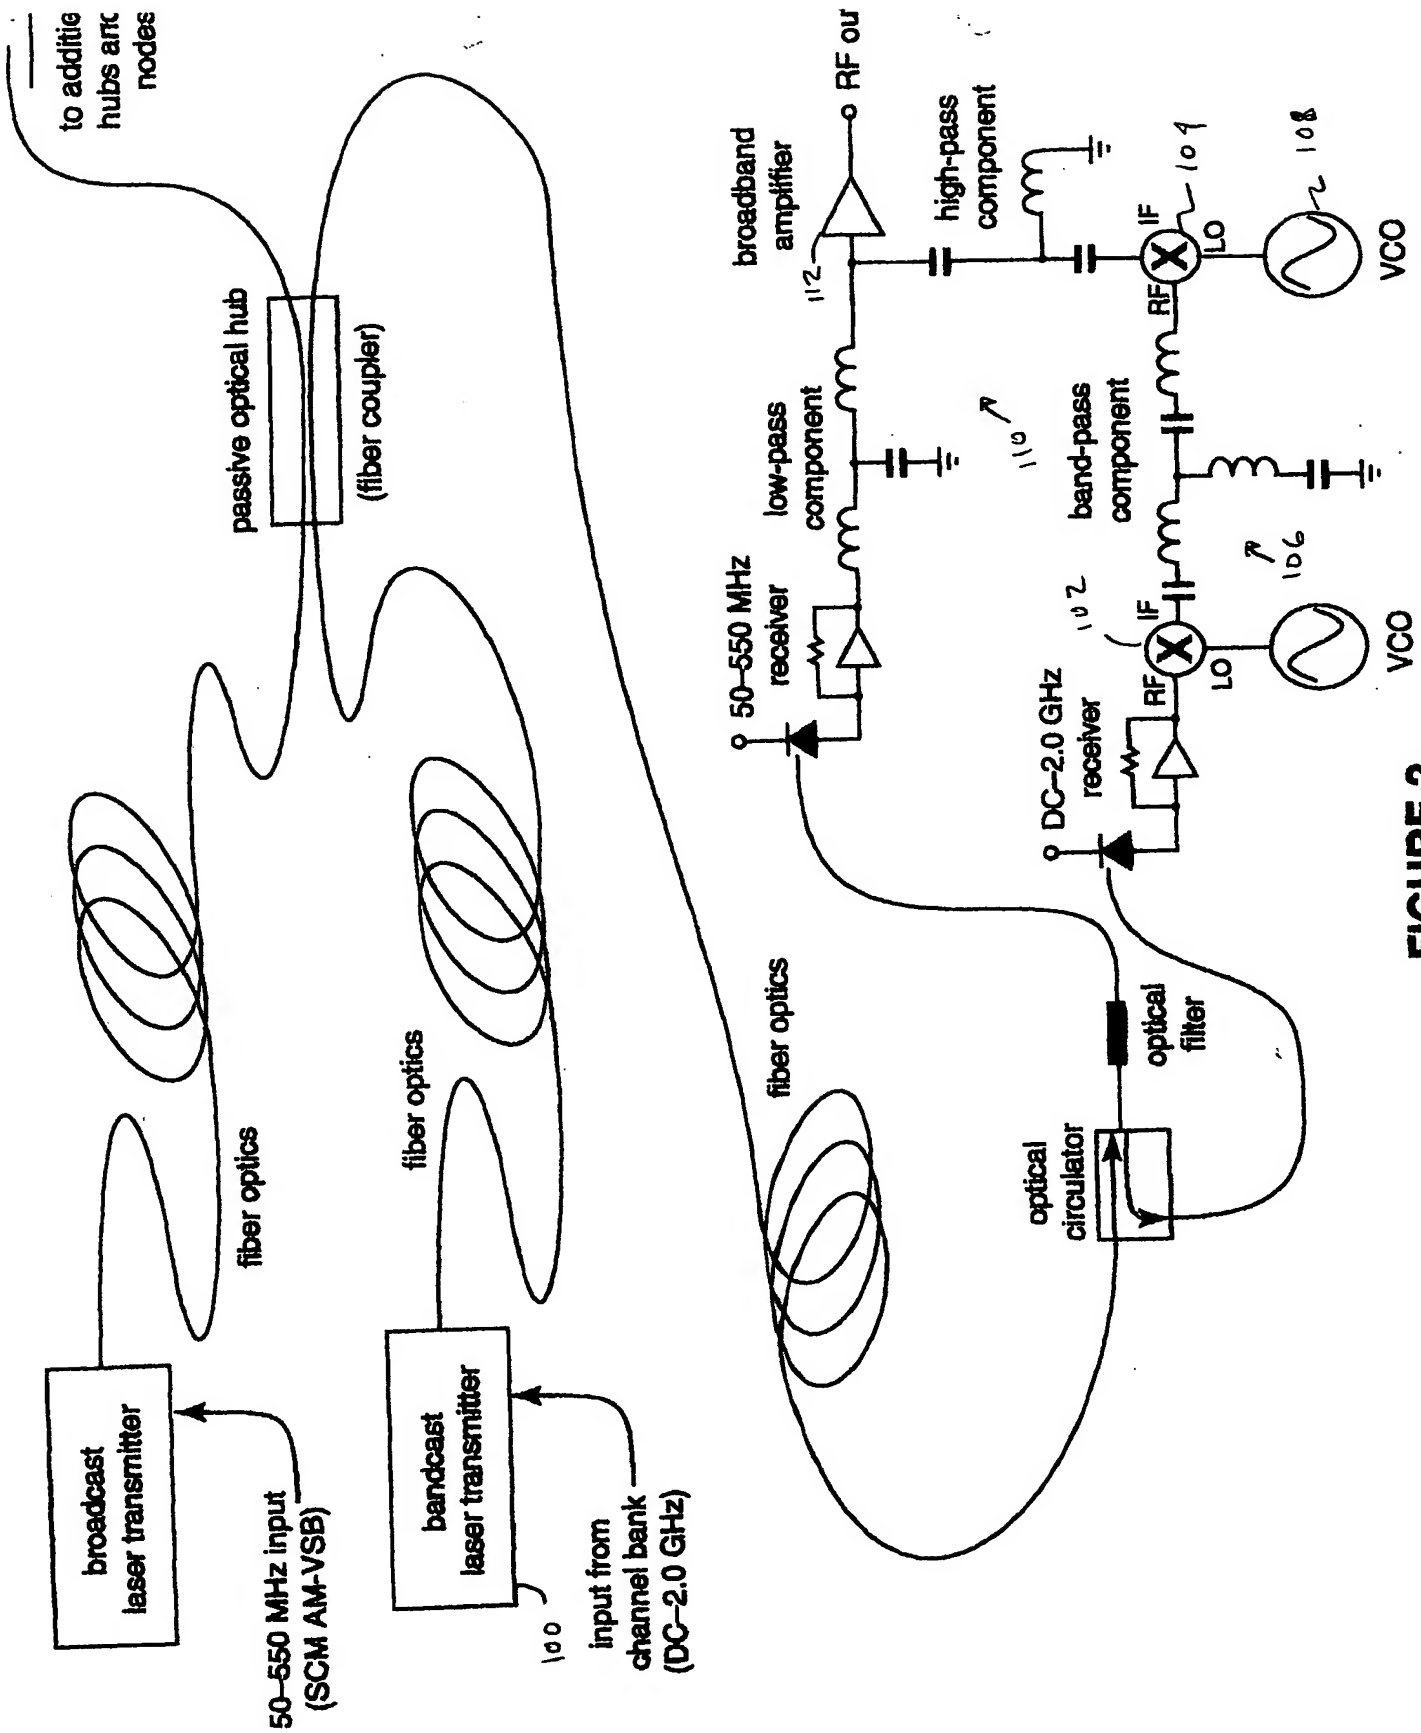 broadcast
laser transmitter
50–550 MHz input
(SCM AM-VSB)
fiber optics
passive optical hub
(fiber coupler)
to additio
hubs and
nodes
bandcast
laser transmitter
100
input from
channel bank
(DC–2.0 GHz)
fiber optics
fiber optics
optical
circulator
optical
filter
50–550 MHz
receiver
low-pass
component
broadband
amplifier
112
RF ou
high-pass
component
110
DC–2.0 GHz
receiver
RF
IF
LO
102
VCO
106
band-pass
component
RF
IF
LO
104
108
VCO